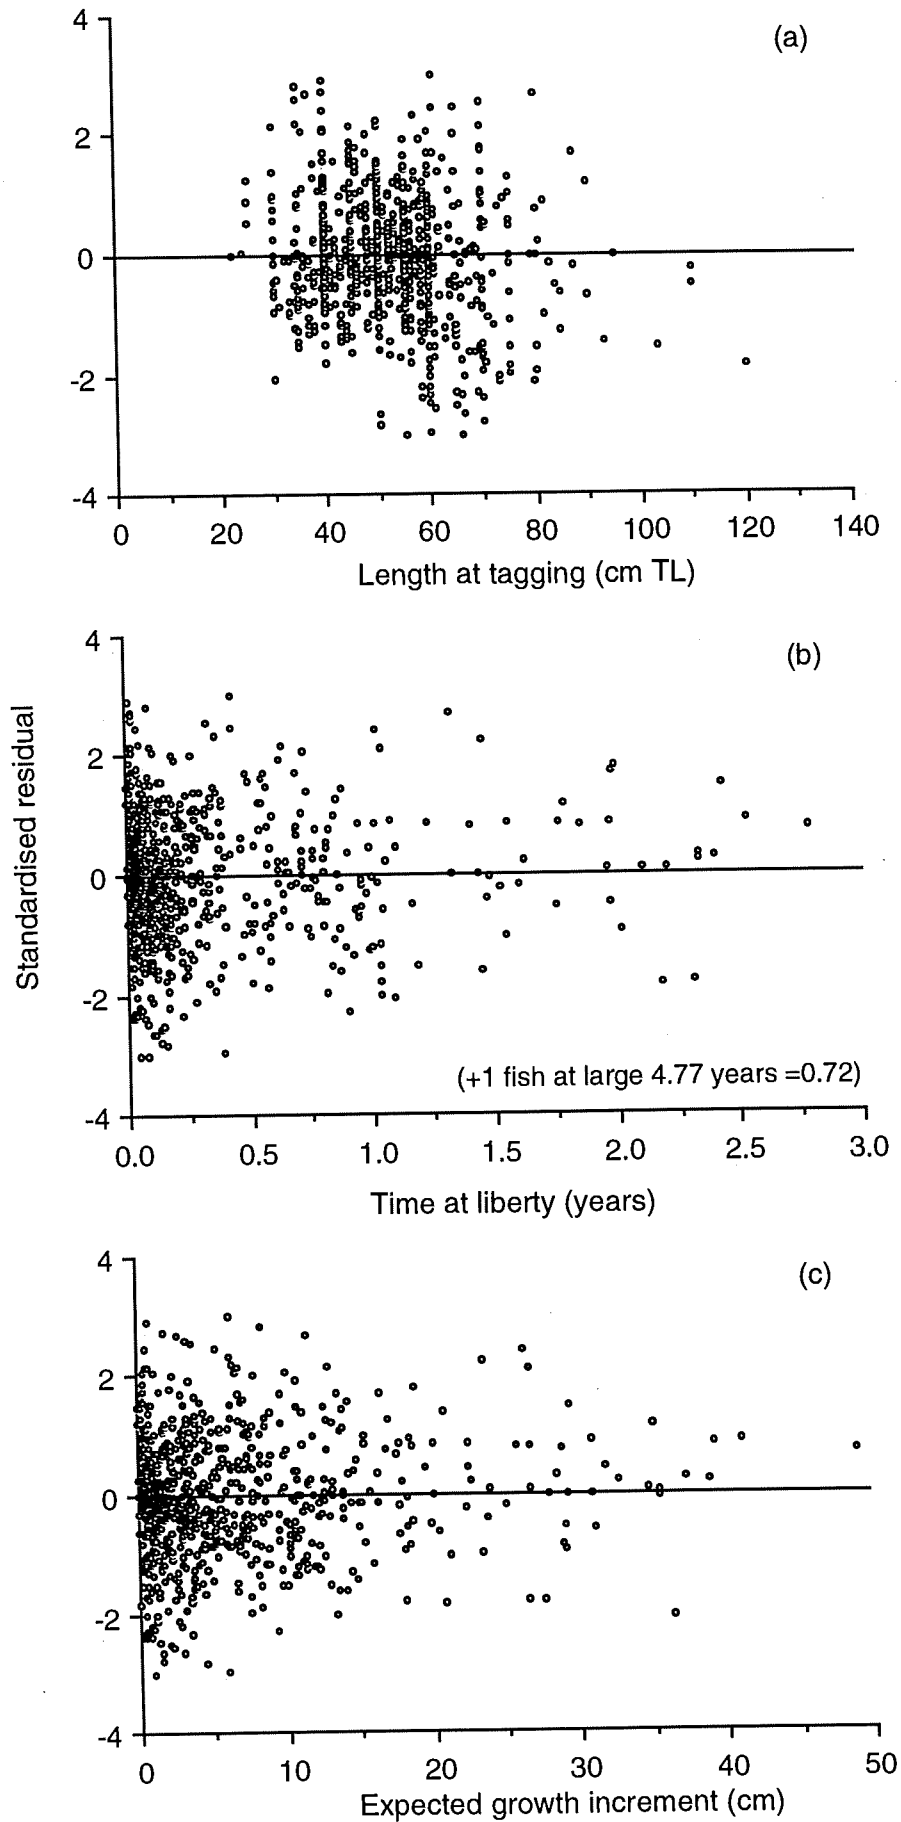 (a)
4
2
0
-2
-4
0 20 40 60 80 100 120 140
Length at tagging (cm TL)
Standardised residual
(b)
4
2
0
-2
-4
(+1 fish at large 4.77 years =0.72)
0.0 0.5 1.0 1.5 2.0 2.5 3.0
Time at liberty (years)
(c)
4
2
0
-2
-4
0 10 20 30 40 50
Expected growth increment (cm)